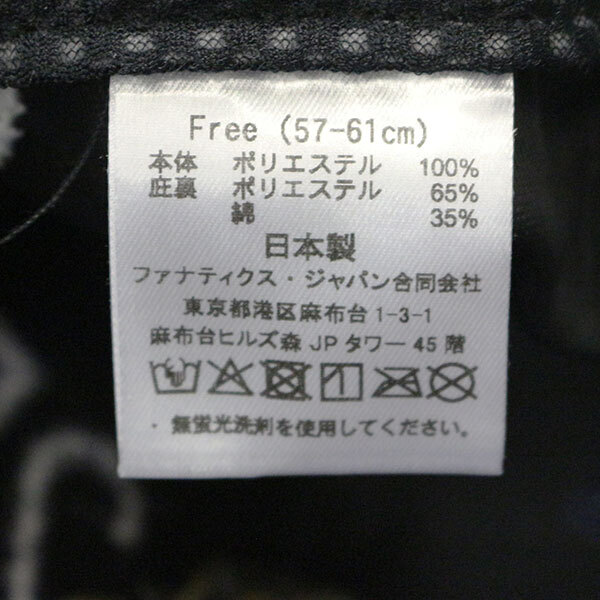 Free (57-61cm)
本体 ポリエステル 100%
庇裏 ポリエステル 65%
綿 35%
日本製
ファナティクス・ジャパン合同会社
東京都港区麻布台 1-3-1
麻布台ヒルズ森 JP タワー 45 階
・無蛍光洗剤を使用してください。